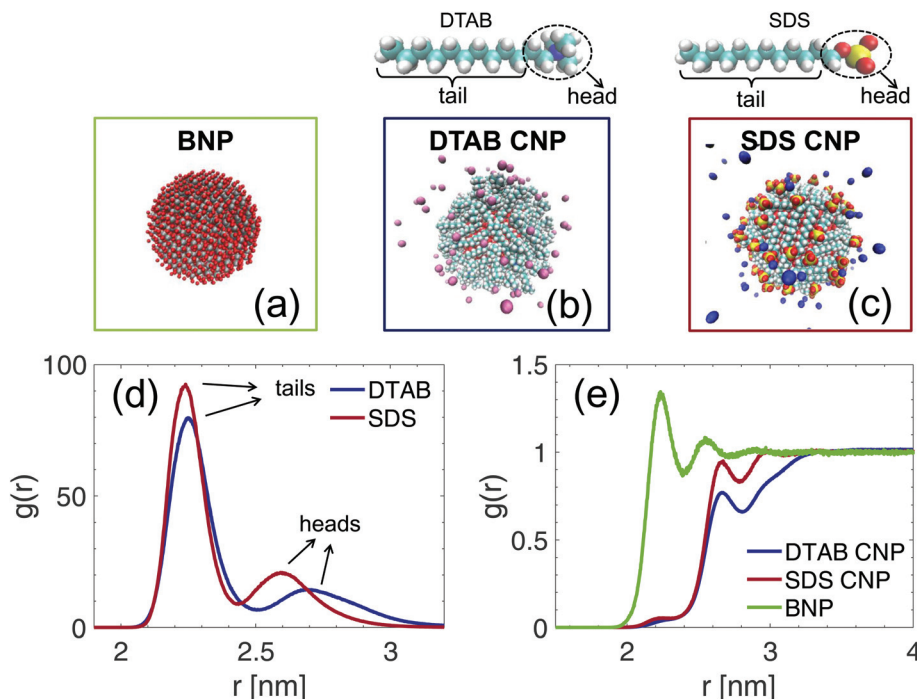 DTAB
SDS
tail
head
tail
head
BNP
DTAB CNP
SDS CNP
(a)
(b)
(c)
(d)
tails
DTAB
SDS
heads
g(r)
100
50
0
2
2.5
3
r [nm]
(e)
g(r)
1.5
1
0.5
0
DTAB CNP
SDS CNP
BNP
2
3
4
r [nm]